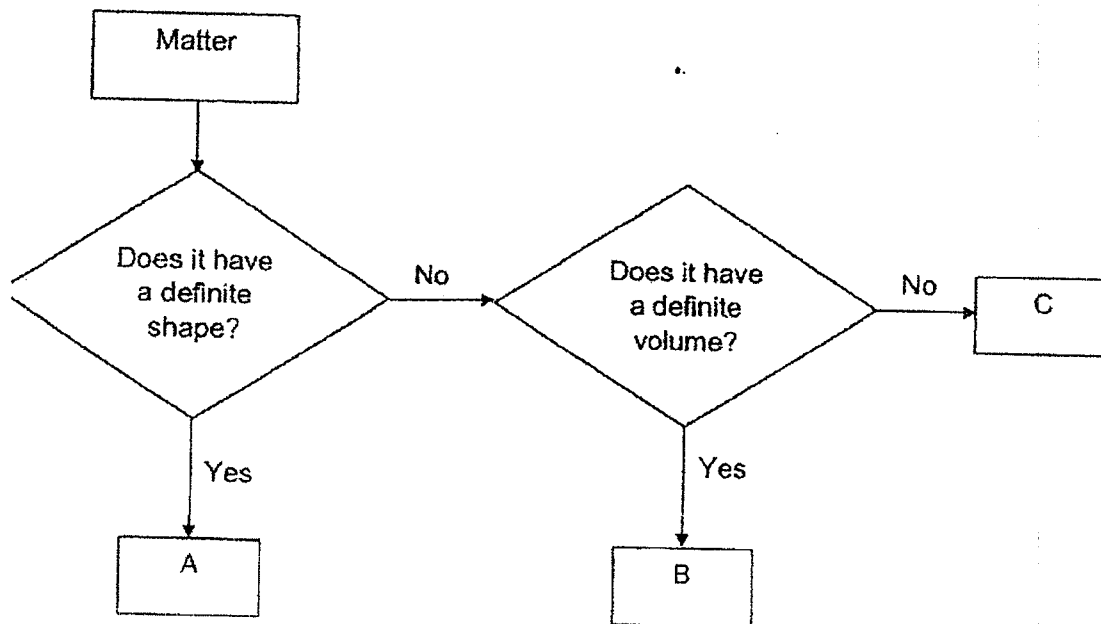 Matter
Does it have
a definite
shape?
No
Does it have
a definite
volume?
No
C
Yes
Yes
A
B